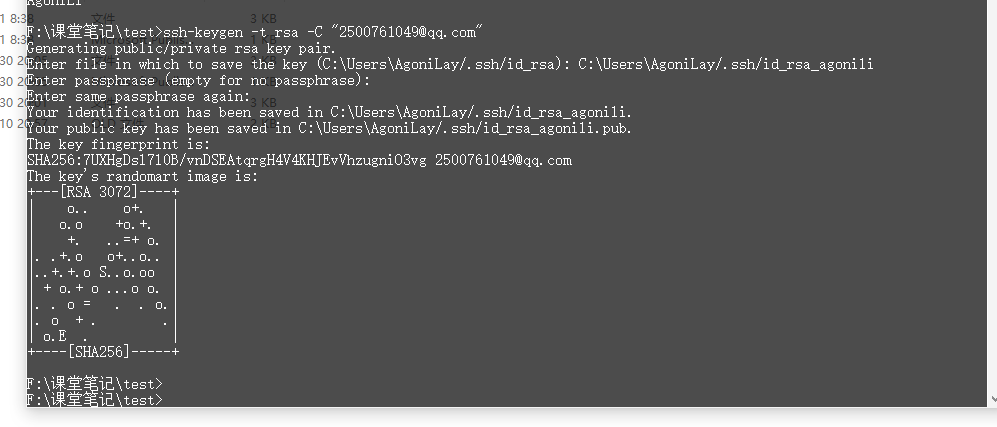 AgoniLi
F:\课堂笔记\test>ssh-keygen -t rsa -C "2500761049@qq.com"
Generating public/private rsa key pair.
Enter file in which to save the key (C:\Users\AgoniLay/.ssh/id_rsa): C:\Users\AgoniLay/.ssh/id_rsa_agonili
Enter passphrase (empty for no passphrase):
Enter same passphrase again:
Your identification has been saved in C:\Users\AgoniLay/.ssh/id_rsa_agonili.
Your public key has been saved in C:\Users\AgoniLay/.ssh/id_rsa_agonili.pub.
The key fingerprint is:
SHA256:7UXHgDsl710B/vnDSEAtqrgH4V4KHJEvVhzugniO3vg 2500761049@qq.com
The key's randomart image is:
+---[RSA 3072]----+
|    o..    o+.   |
|   o.o    +o.+.  |
|    +.   ..=+ o. |
|. .+.o   o+..o.. |
|..+.+.o S..o.oo  |
| + o.+ o ...o o. |
|. . o =   .  . o.|
|. o  + .        .|
| o.E  .          |
+----[SHA256]-----+
F:\课堂笔记\test>
F:\课堂笔记\test>